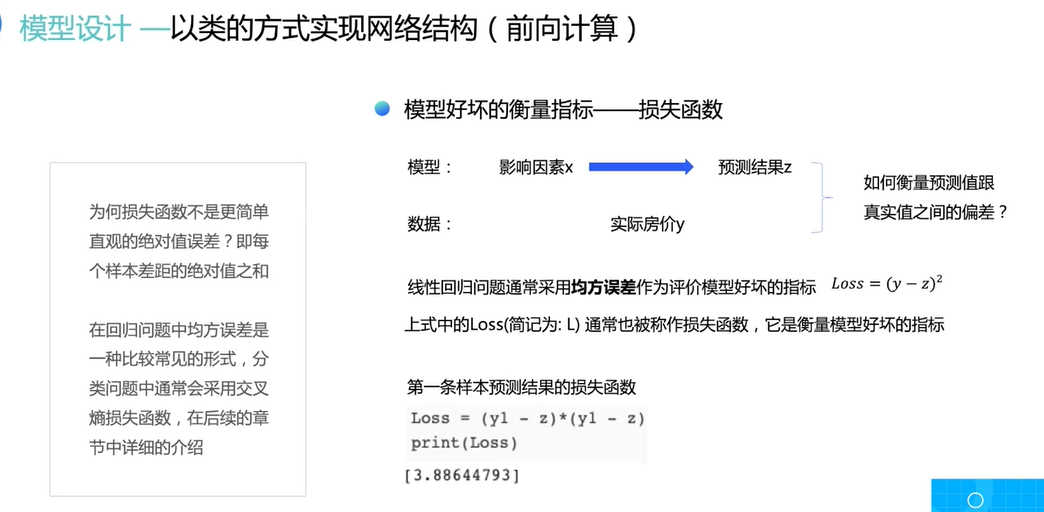 模型设计 —以类的方式实现网络结构（前向计算）
模型好坏的衡量指标——损失函数
模型： 影响因素x 预测结果z
数据： 实际房价y
如何衡量预测值跟
真实值之间的偏差？
线性回归问题通常采用均方误差作为评价模型好坏的指标 Loss = (y − z)²
上式中的Loss(简记为: L) 通常也被称作损失函数，它是衡量模型好坏的指标
第一条样本预测结果的损失函数
Loss = (y1 - z)*(y1 - z)
print(Loss)
[3.88644793]
为何损失函数不是更简单
直观的绝对值误差？即每
个样本差距的绝对值之和
在回归问题中均方误差是
一种比较常见的形式，分
类问题中通常会采用交叉
熵损失函数，在后续的章
节中详细的介绍